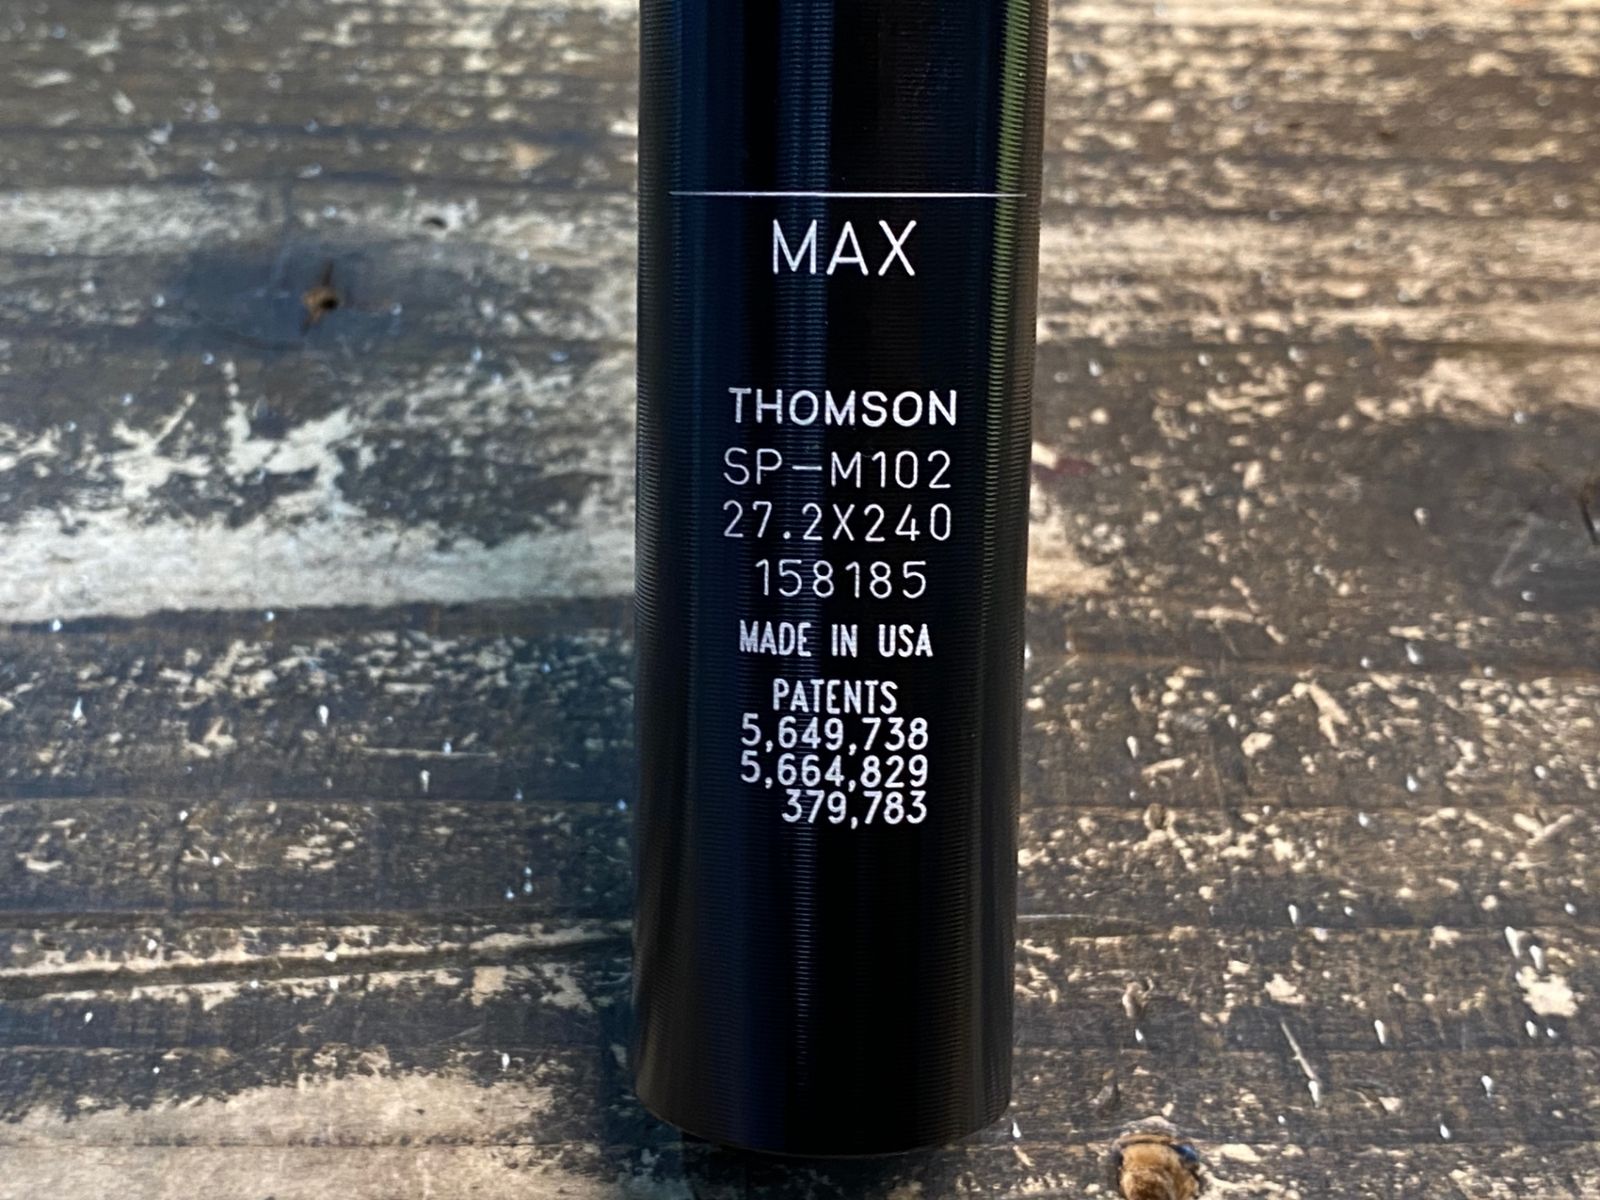 MAX
THOMSON
SP-M102
27.2X240
158185
MADE IN USA
PATENTS
5,649,738
5,664,829
379,783